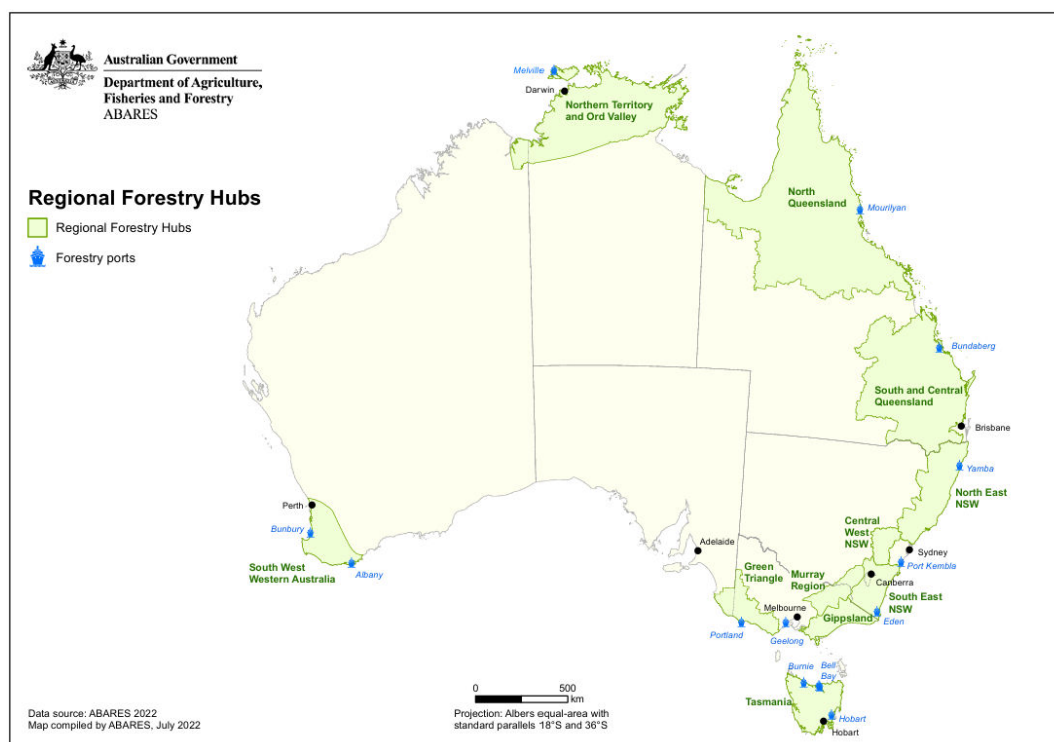 Australian Government
Department of Agriculture,
Fisheries and Forestry
ABARES
Regional Forestry Hubs
Regional Forestry Hubs
Forestry ports
Melville
Darwin
Northern Territory
and Ord Valley
North
Queensland
Mourilyan
Bundaberg
South and Central
Queensland
Brisbane
Yamba
North East
NSW
Perth
Bunbury
Central
West
NSW
Adelaide
Sydney
South West
Western Australia
Albany
Green
Triangle
Murray
Region
Port Kembla
Canberra
South East
NSW
Melbourne
Gippsland
Eden
Portland
Geelong
Burnie
Bell
Bay
Tasmania
Hobart
Hobart
0
500
km
Projection: Albers equal-area with
standard parallels 18°S and 36°S
Data source: ABARES 2022
Map compiled by ABARES, July 2022